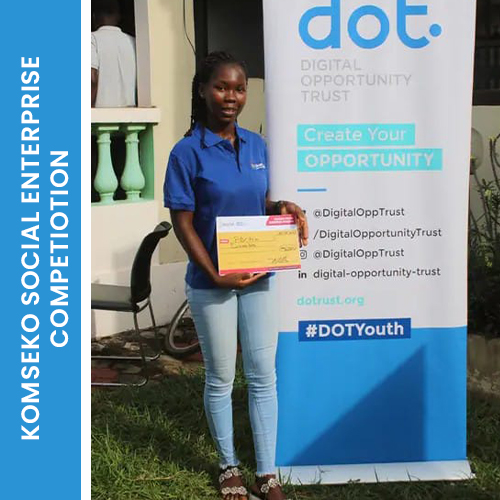 KOMSEKO SOCIAL ENTERPRISE
COMPETIOTION
dot.
DIGITAL
OPPORTUNITY
TRUST
Create Your
OPPORTUNITY
@DigitalOppTrust
/DigitalOpportunityTrust
@DigitalOppTrust
in digital-opportunity-trust
dotrust.org
#DOTYouth